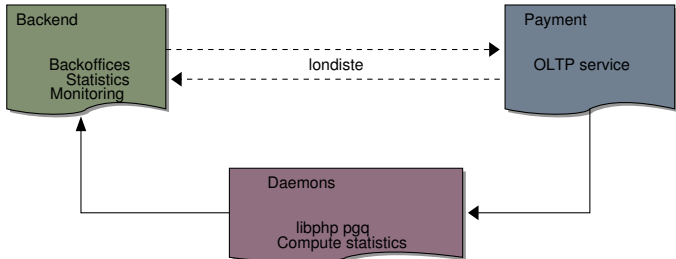 Backend
Backoffices
Statistics
Monitoring
londiste
Payment
OLTP service
Daemons
libphp pgq
Compute statistics